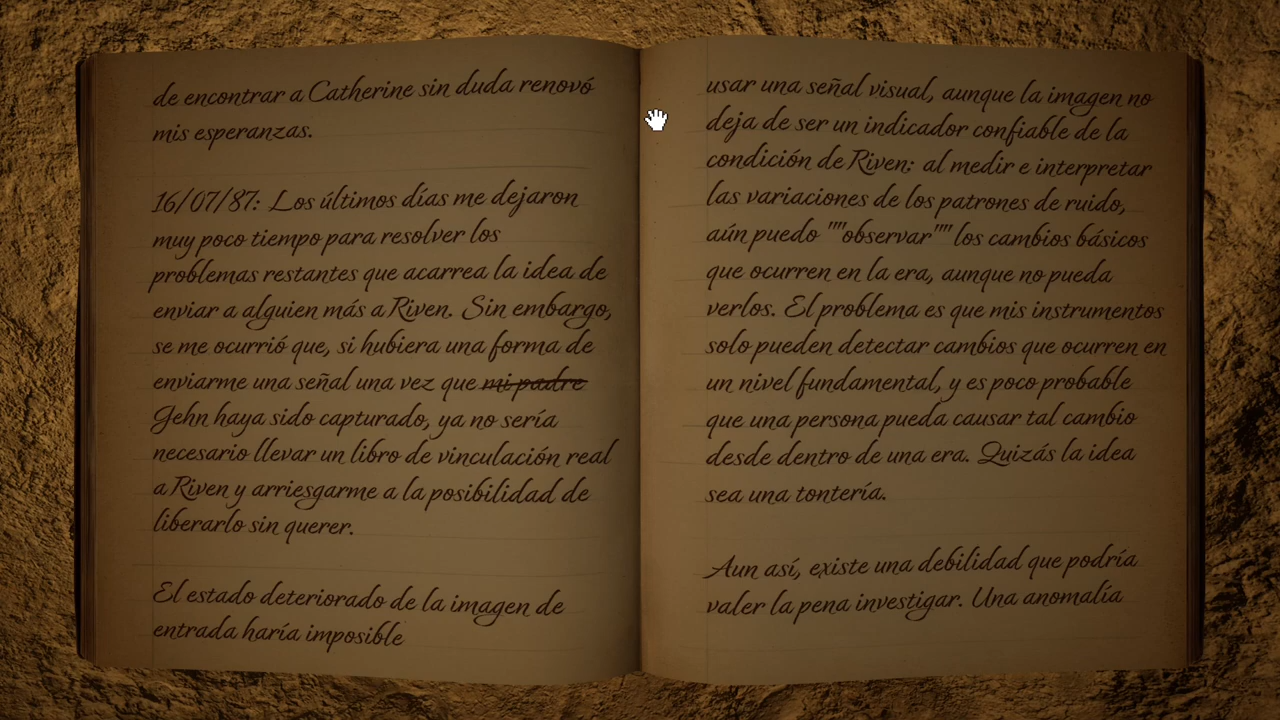 de encontrar a Catherine sin duda renovó
mis esperanzas.
16/07/87: Los últimos días me dejaron
muy poco tiempo para resolver los
problemas restantes que acarrea la idea de
enviar a alguien más a Riven. Sin embargo,
se me ocurrió que, si hubiera una forma de
enviarme una señal una vez que mi padre
Gehn haya sido capturado, ya no sería
necesario llevar un libro de vinculación real
a Riven y arriesgarme a la posibilidad de
liberarlo sin querer.
El estado deteriorado de la imagen de
entrada haría imposible
usar una señal visual, aunque la imagen no
deja de ser un indicador confiable de la
condición de Riven: al medir e interpretar
las variaciones de los patrones de ruido,
aún puedo ""observar"" los cambios básicos
que ocurren en la era, aunque no pueda
verlos. El problema es que mis instrumentos
solo pueden detectar cambios que ocurren en
un nivel fundamental, y es poco probable
que una persona pueda causar tal cambio
desde dentro de una era. Quizás la idea
sea una tontería.
Aun así, existe una debilidad que podría
valer la pena investigar. Una anomalía